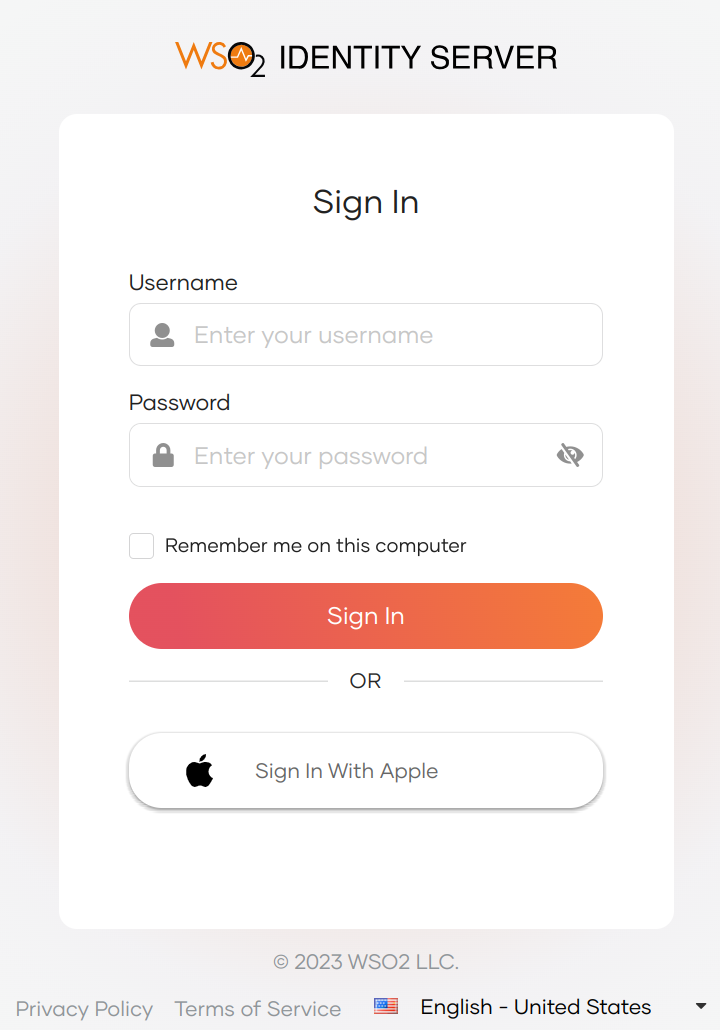 WSO2 IDENTITY SERVER
Sign In
Username
Enter your username
Password
Enter your password
Remember me on this computer
Sign In
OR
Sign In With Apple
© 2023 WSO2 LLC.
Privacy Policy Terms of Service English - United States